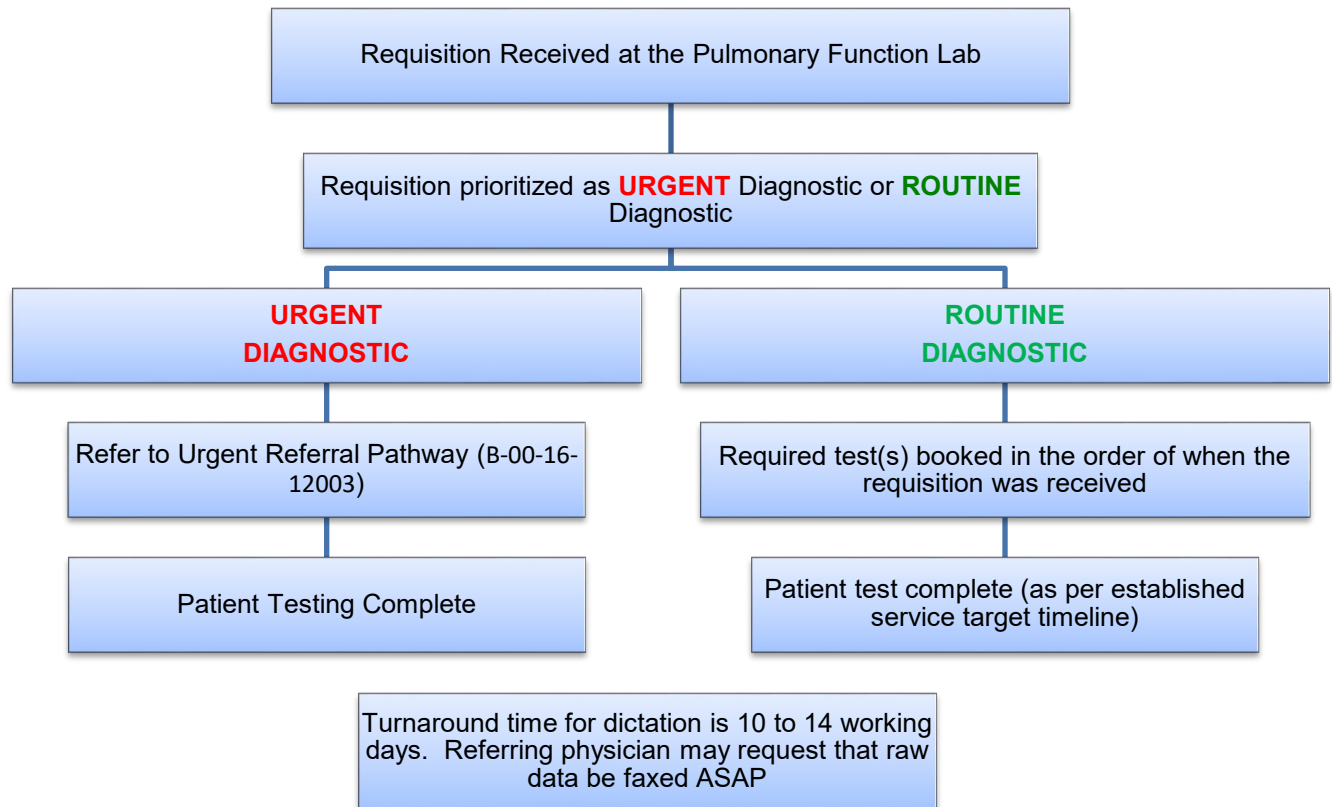 Requisition Received at the Pulmonary Function Lab
Requisition prioritized as URGENT Diagnostic or ROUTINE
Diagnostic
URGENT
DIAGNOSTIC
ROUTINE
DIAGNOSTIC
Refer to Urgent Referral Pathway (B-00-16-
12003)
Required test(s) booked in the order of when the
requisition was received
Patient Testing Complete
Patient test complete (as per established
service target timeline)
Turnaround time for dictation is 10 to 14 working
days.  Referring physician may request that raw
data be faxed ASAP